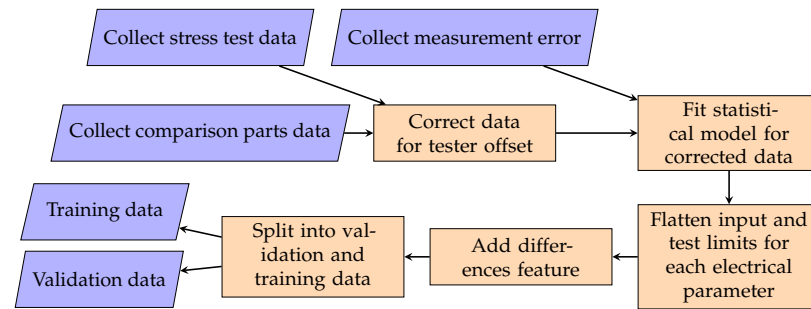 Collect stress test data
Collect measurement error
Collect comparison parts data
Correct data
for tester offset
Fit statisti-
cal model for
corrected data
Flatten input and
test limits for
each electrical
parameter
Add differ-
ences feature
Split into val-
idation and
training data
Training data
Validation data